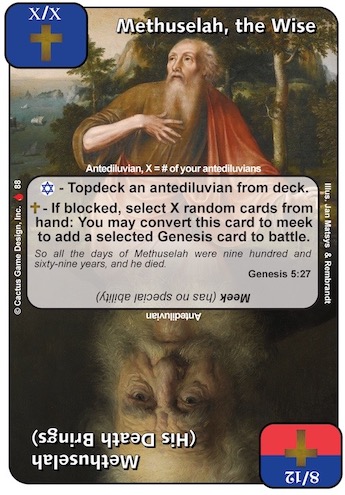 X/X
Methuselah, the Wise
Antediluvian, X = # of your antediluvians
✡ - Topdeck an antediluvian from deck.
✝ - If blocked, select X random cards from
hand: You may convert this card to meek
to add a selected Genesis card to battle.
So all the days of Methuselah were nine hundred and
sixty-nine years, and he died.
Genesis 5:27
© Cactus Game Design, Inc. 88
Illus. Jan Matsys & Rembrandt
Meek (has no special ability)
Antediluvian
Methuselah
(His Death Brings)
8/12